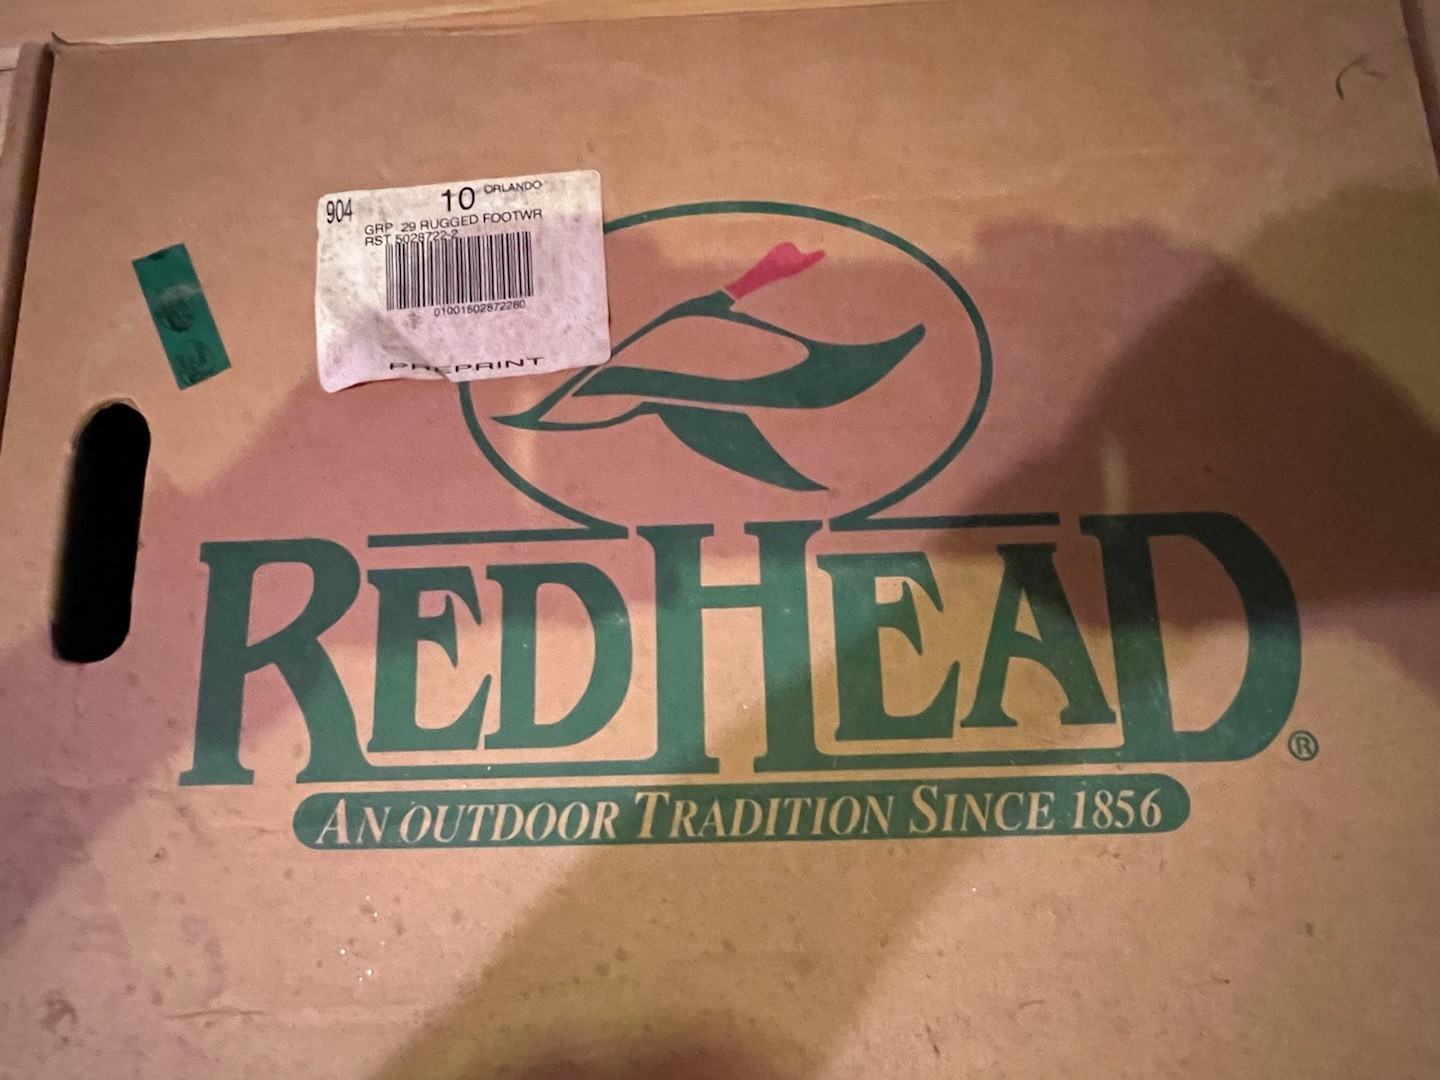 904 10 ORLANDO
GRP 29 RUGGED FOOTWR
RST 5028722-2
01001502872280
PREPRINT
REDHEAD®
AN OUTDOOR TRADITION SINCE 1856